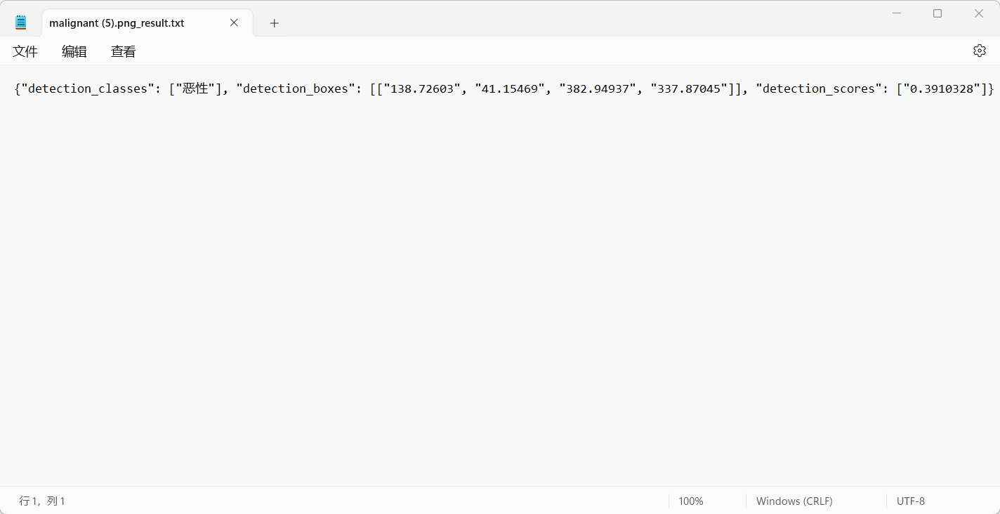 malignant (5).png_result.txt
文件 编辑 查看
{"detection_classes": ["恶性"], "detection_boxes": [["138.72603", "41.15469", "382.94937", "337.87045"]], "detection_scores": ["0.3910328"]}
行 1，列 1 100% Windows (CRLF) UTF-8